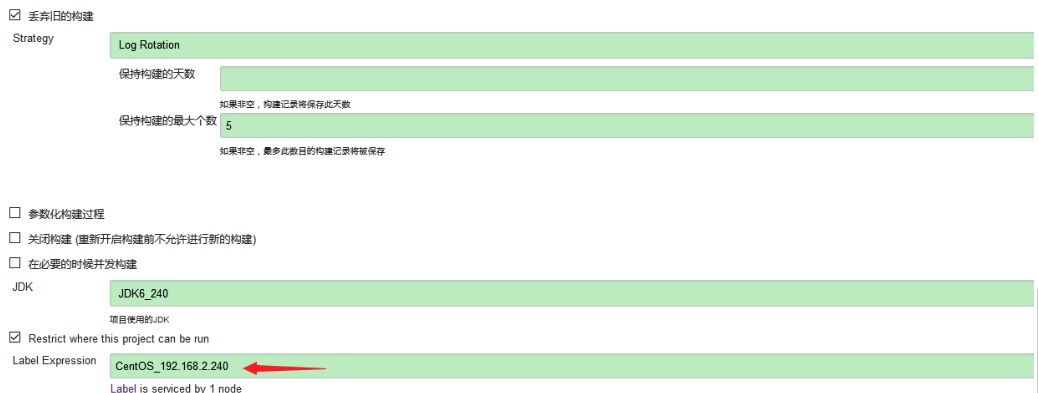 丢弃旧的构建
Strategy
Log Rotation
保持构建的天数
如果非空，构建记录将保存此天数
保持构建的最大个数
5
如果非空，最多此数目的构建记录将被保存
参数化构建过程
关闭构建 (重新开启构建前不允许进行新的构建)
在必要的时候并发构建
JDK
JDK6_240
项目使用的JDK
Restrict where this project can be run
Label Expression
CentOS_192.168.2.240
Label is serviced by 1 node